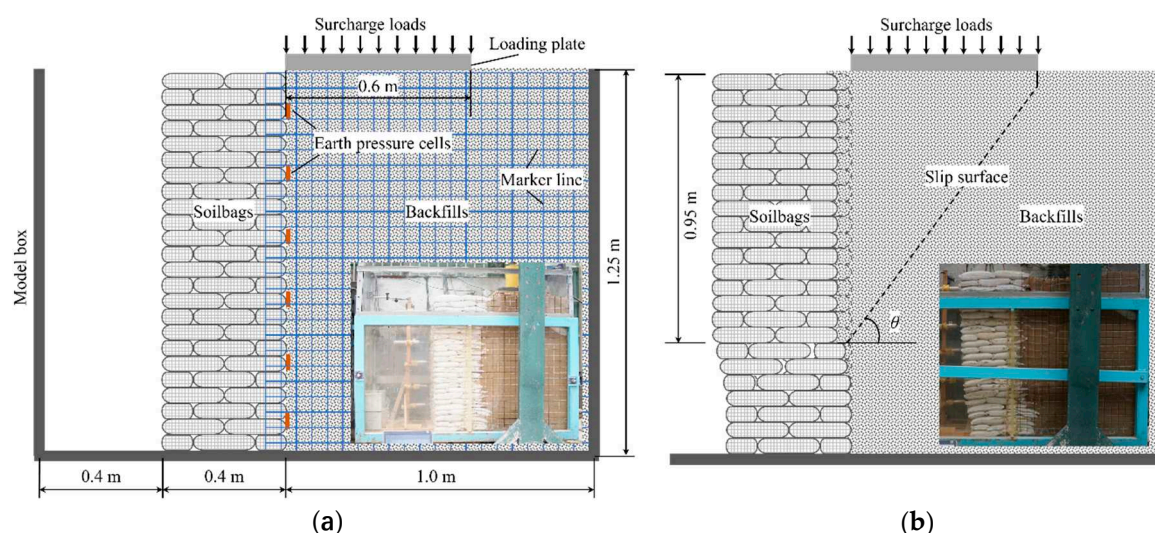 Surcharge loads
Loading plate
0.6 m
Earth pressure cells
Marker line
Soilbags
Backfills
Model box
1.25 m
0.4 m
0.4 m
1.0 m
(a)
Surcharge loads
Slip surface
0.95 m
Soilbags
Backfills
θ
(b)